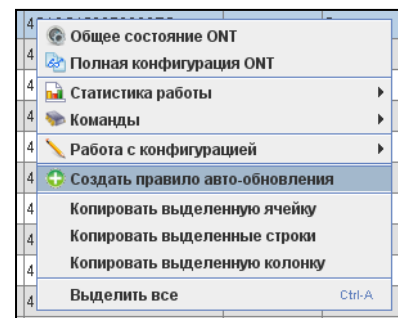 Общее состояние ONT
Полная конфигурация ONT
Статистика работы
Команды
Работа с конфигурацией
Создать правило авто-обновления
Копировать выделенную ячейку
Копировать выделенные строки
Копировать выделенную колонку
Выделить все Ctrl-A